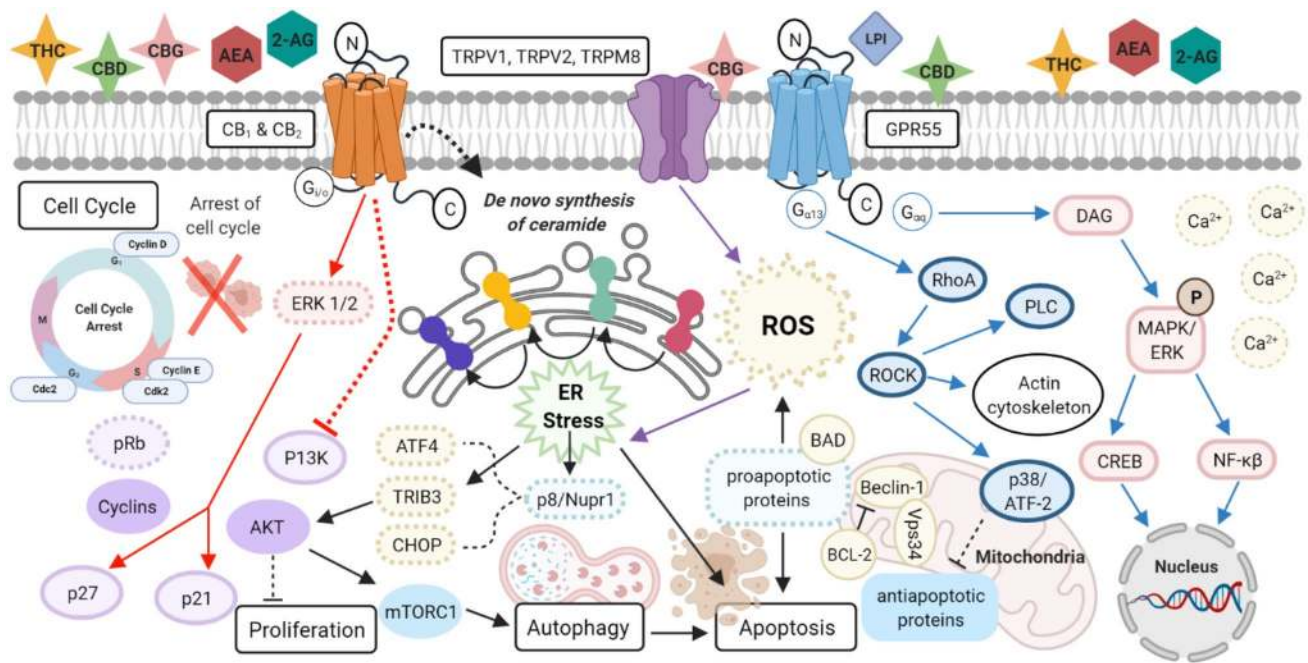 THC
CBD
CBG
AEA
2-AG
N
TRPV1, TRPV2, TRPM8
CBG
N
LPI
CBD
THC
AEA
2-AG
CB₁ & CB₂
GPR55
Gi/o
C
Gα13
C
Gαq
DAG
Ca²⁺
Ca²⁺
Ca²⁺
Ca²⁺
Cell Cycle
Arrest of
cell cycle
De novo synthesis
of ceramide
Cyclin D
G₁
M
S
G₂
Cell Cycle
Arrest
Cyclin E
Cdk2
Cdc2
ERK 1/2
ROS
RhoA
PLC
ROCK
Actin
cytoskeleton
P
MAPK/
ERK
CREB
NF-κβ
ER
Stress
pRb
Cyclins
P13K
ATF4
TRIB3
CHOP
p8/Nupr1
AKT
BAD
proapoptotic
proteins
Beclin-1
Vps34
BCL-2
p38/
ATF-2
Mitochondria
antiapoptotic
proteins
Nucleus
p27
p21
Proliferation
mTORC1
Autophagy
Apoptosis